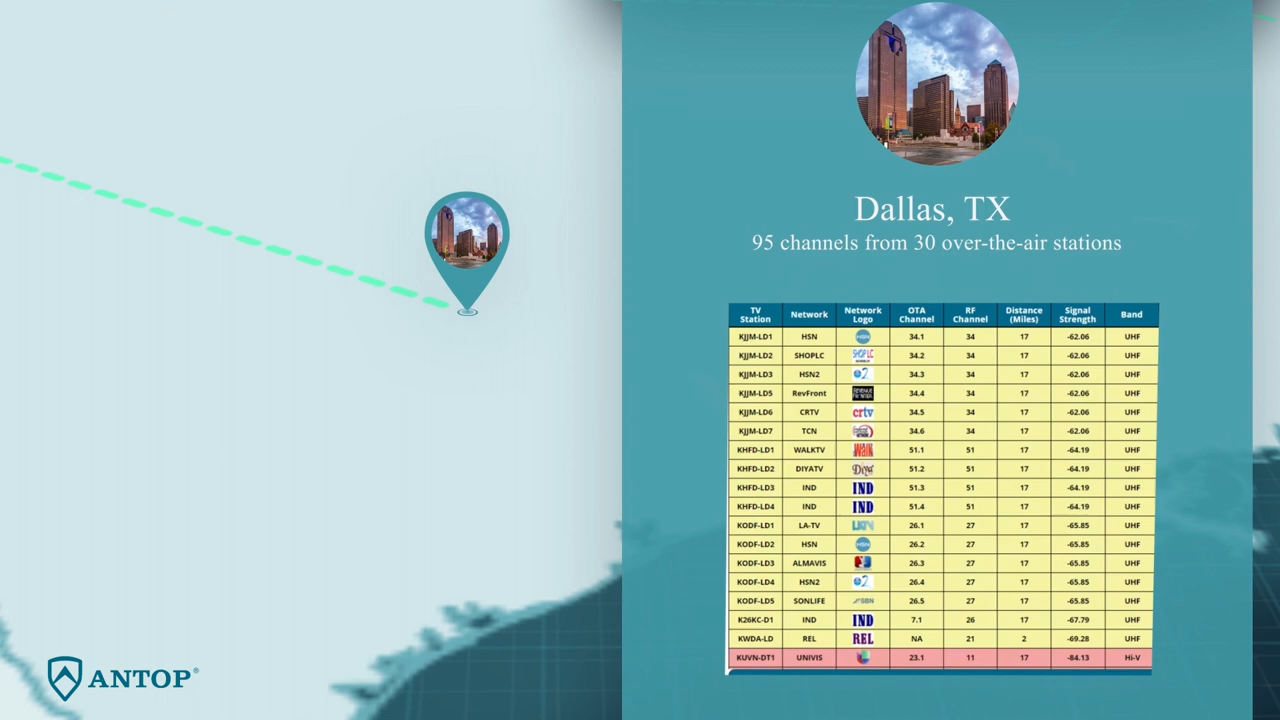 Dallas, TX
95 channels from 30 over-the-air stations
TV Station Network Network Logo OTA Channel RF Channel Distance (Miles) Signal Strength Band
KJJM-LD1 HSN HSN 34.1 34 17 -62.06 UHF
KJJM-LD2 SHOPLC SHOP LC 34.2 34 17 -62.06 UHF
KJJM-LD3 HSN2 2 34.3 34 17 -62.06 UHF
KJJM-LD5 RevFront 34.4 34 17 -62.06 UHF
KJJM-LD6 CRTV crtv 34.5 34 17 -62.06 UHF
KJJM-LD7 TCN 34.6 34 17 -62.06 UHF
KHFD-LD1 WALKTV walk 51.1 51 17 -64.19 UHF
KHFD-LD2 DIYATV Diya 51.2 51 17 -64.19 UHF
KHFD-LD3 IND IND 51.3 51 17 -64.19 UHF
KHFD-LD4 IND IND 51.4 51 17 -64.19 UHF
KODF-LD1 LA-TV LATV 26.1 27 17 -65.85 UHF
KODF-LD2 HSN HSN 26.2 27 17 -65.85 UHF
KODF-LD3 ALMAVIS 26.3 27 17 -65.85 UHF
KODF-LD4 HSN2 2 26.4 27 17 -65.85 UHF
KODF-LD5 SONLIFE SBN 26.5 27 17 -65.85 UHF
K26KC-D1 IND IND 7.1 26 17 -67.79 UHF
KWDA-LD REL REL NA 21 2 -69.28 UHF
KUVN-DT1 UNIVIS 23.1 11 17 -84.13 Hi-V
ANTOP®